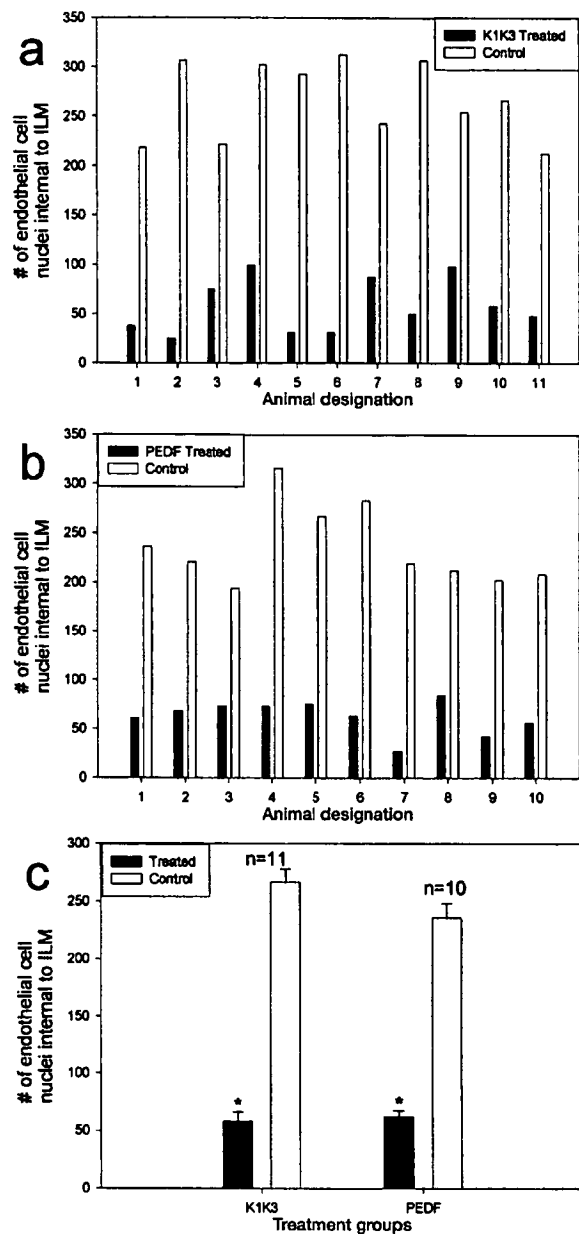 a
K1K3 Treated
Control
350
300
250
200
150
100
50
0
# of endothelial cell
nuclei internal to ILM
1 2 3 4 5 6 7 8 9 10 11
Animal designation
b
PEDF Treated
Control
350
300
250
200
150
100
50
0
# of endothelial cell
nuclei internal to ILM
1 2 3 4 5 6 7 8 9 10
Animal designation
c
Treated
Control
n=11
n=10
300
250
200
150
100
50
0
# of endothelial cell
nuclei internal to ILM
* *
K1K3 PEDF
Treatment groups